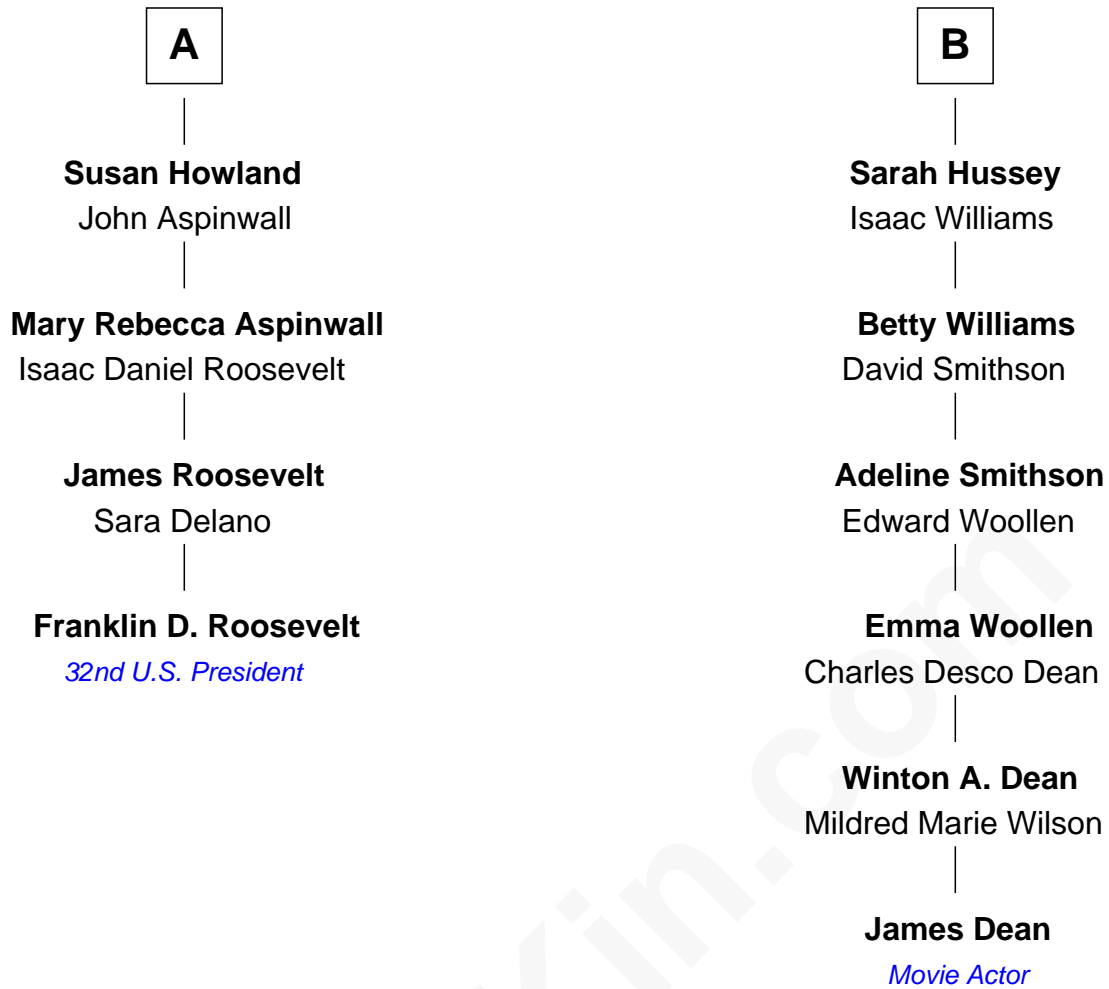 A
Susan Howland
John Aspinwall
Mary Rebecca Aspinwall
Isaac Daniel Roosevelt
James Roosevelt
Sara Delano
Franklin D. Roosevelt
32nd U.S. President
B
Sarah Hussey
Isaac Williams
Betty Williams
David Smithson
Adeline Smithson
Edward Woollen
Emma Woollen
Charles Desco Dean
Winton A. Dean
Mildred Marie Wilson
James Dean
Movie Actor
Kin.com